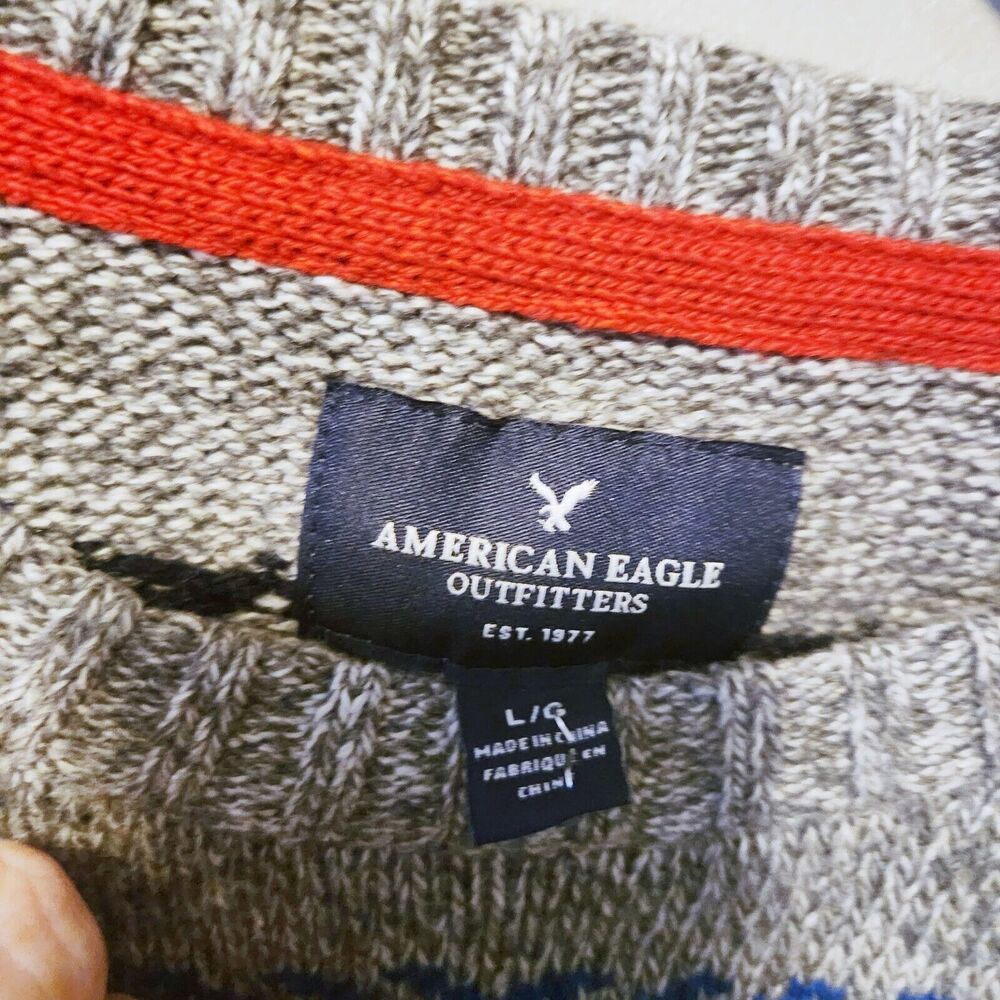 AMERICAN EAGLE
OUTFITTERS
EST. 1977
L/G
MADE IN CHINA
FABRIQUÉ EN
CHINE